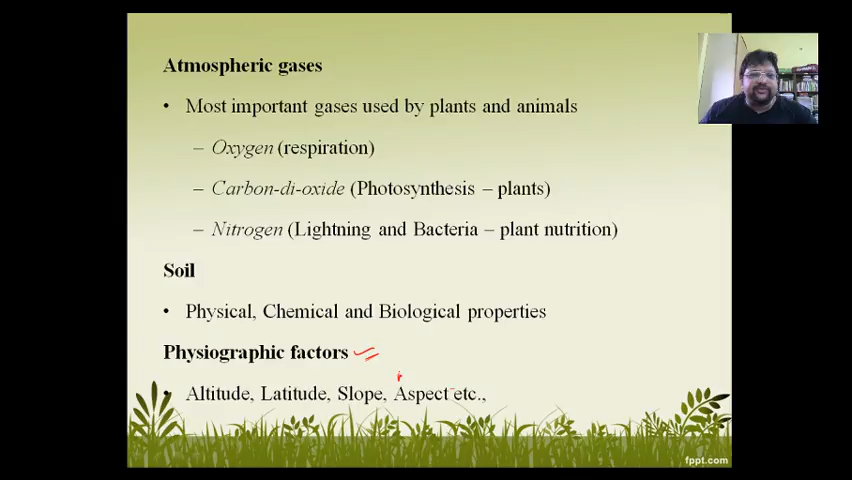 Atmospheric gases
• Most important gases used by plants and animals
– Oxygen (respiration)
– Carbon-di-oxide (Photosynthesis – plants)
– Nitrogen (Lightning and Bacteria – plant nutrition)
Soil
• Physical, Chemical and Biological properties
Physiographic factors
• Altitude, Latitude, Slope, Aspect etc.,
fppt.com